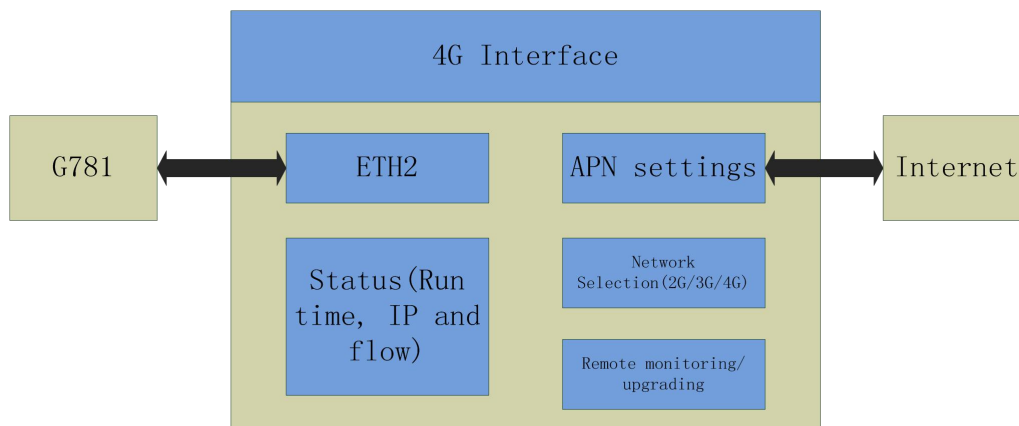 4G Interface
G781
ETH2
APN settings
Internet
Status(Run
time, IP and
flow)
Network
Selection(2G/3G/4G)
Remote monitoring/
upgrading